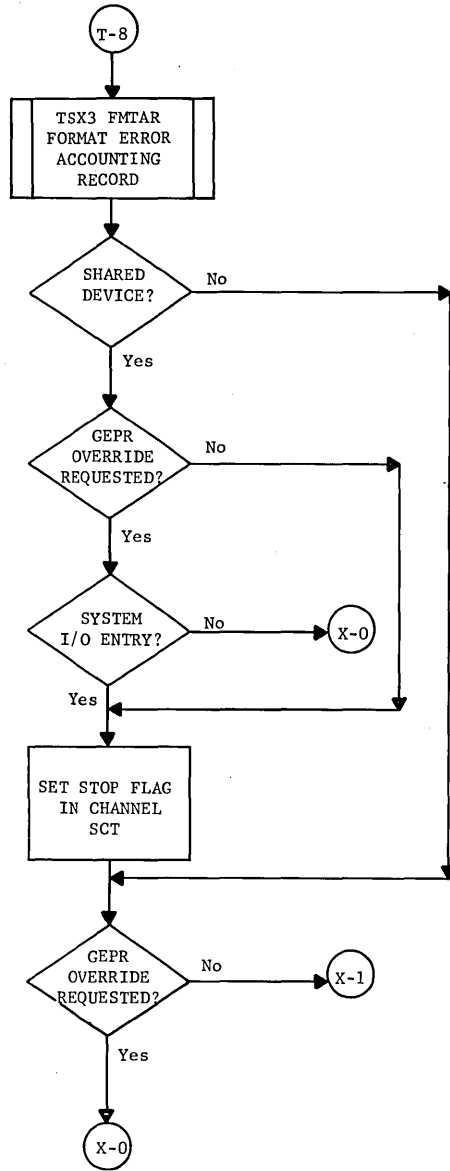 T-8
TSX3 FMTAR
FORMAT ERROR
ACCOUNTING
RECORD
SHARED
DEVICE?
No
Yes
GEPR
OVERRIDE
REQUESTED?
No
Yes
SYSTEM
I/O ENTRY?
No
X-0
Yes
SET STOP FLAG
IN CHANNEL
SCT
GEPR
OVERRIDE
REQUESTED?
No
X-1
Yes
X-0